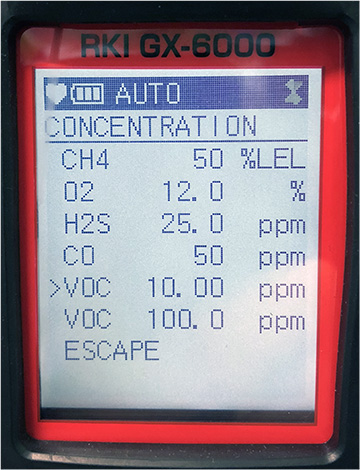 RKI GX-6000
AUTO
CONCENTRATION
CH4 50 %LEL
O2 12.0 %
H2S 25.0 ppm
CO 50 ppm
>VOC 10.00 ppm
VOC 100.0 ppm
ESCAPE